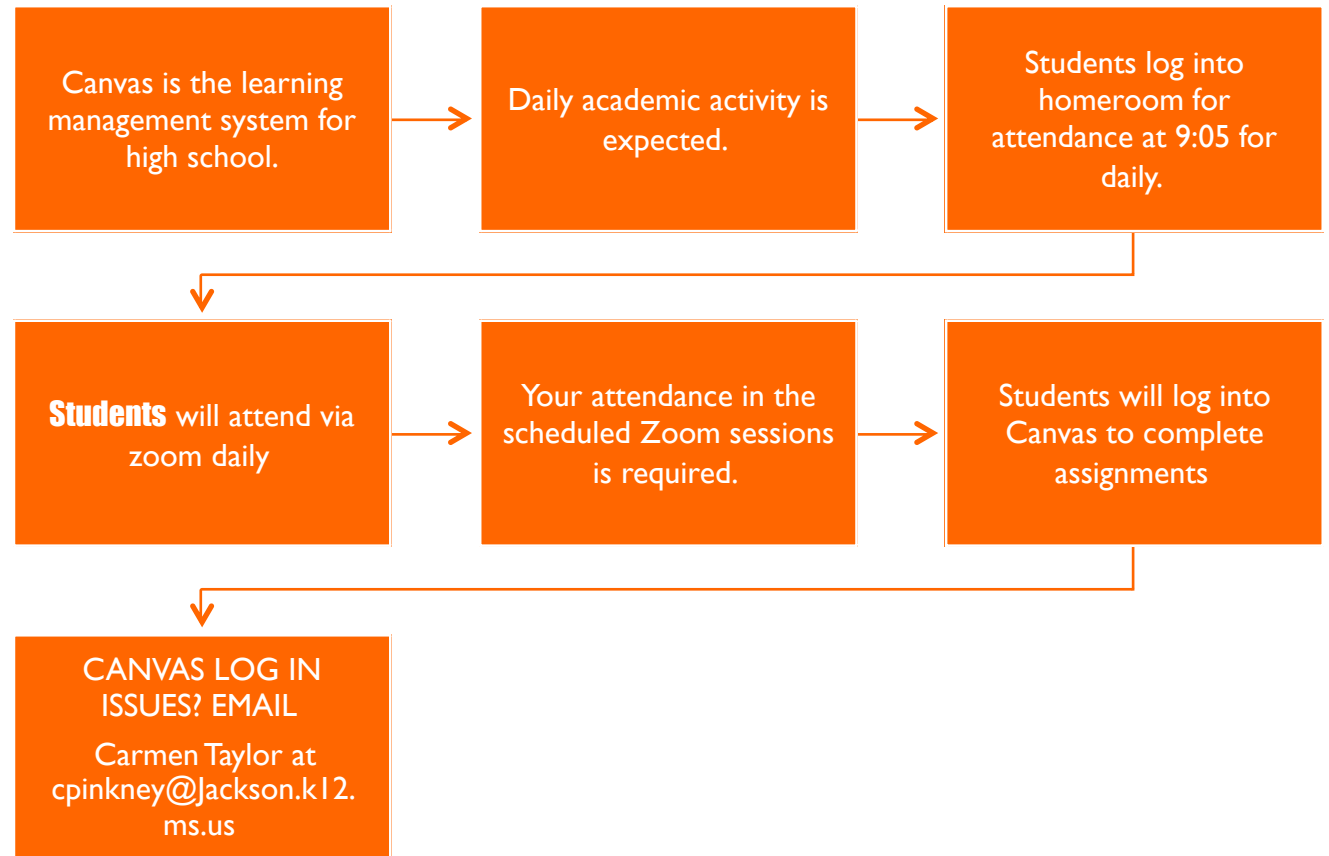 Canvas is the learning
management system for
high school.
Daily academic activity is
expected.
Students log into
homeroom for
attendance at 9:05 for
daily.
Students will attend via
zoom daily
Your attendance in the
scheduled Zoom sessions
is required.
Students will log into
Canvas to complete
assignments
CANVAS LOG IN
ISSUES? EMAIL
Carmen Taylor at
cpinkney@Jackson.k12.
ms.us